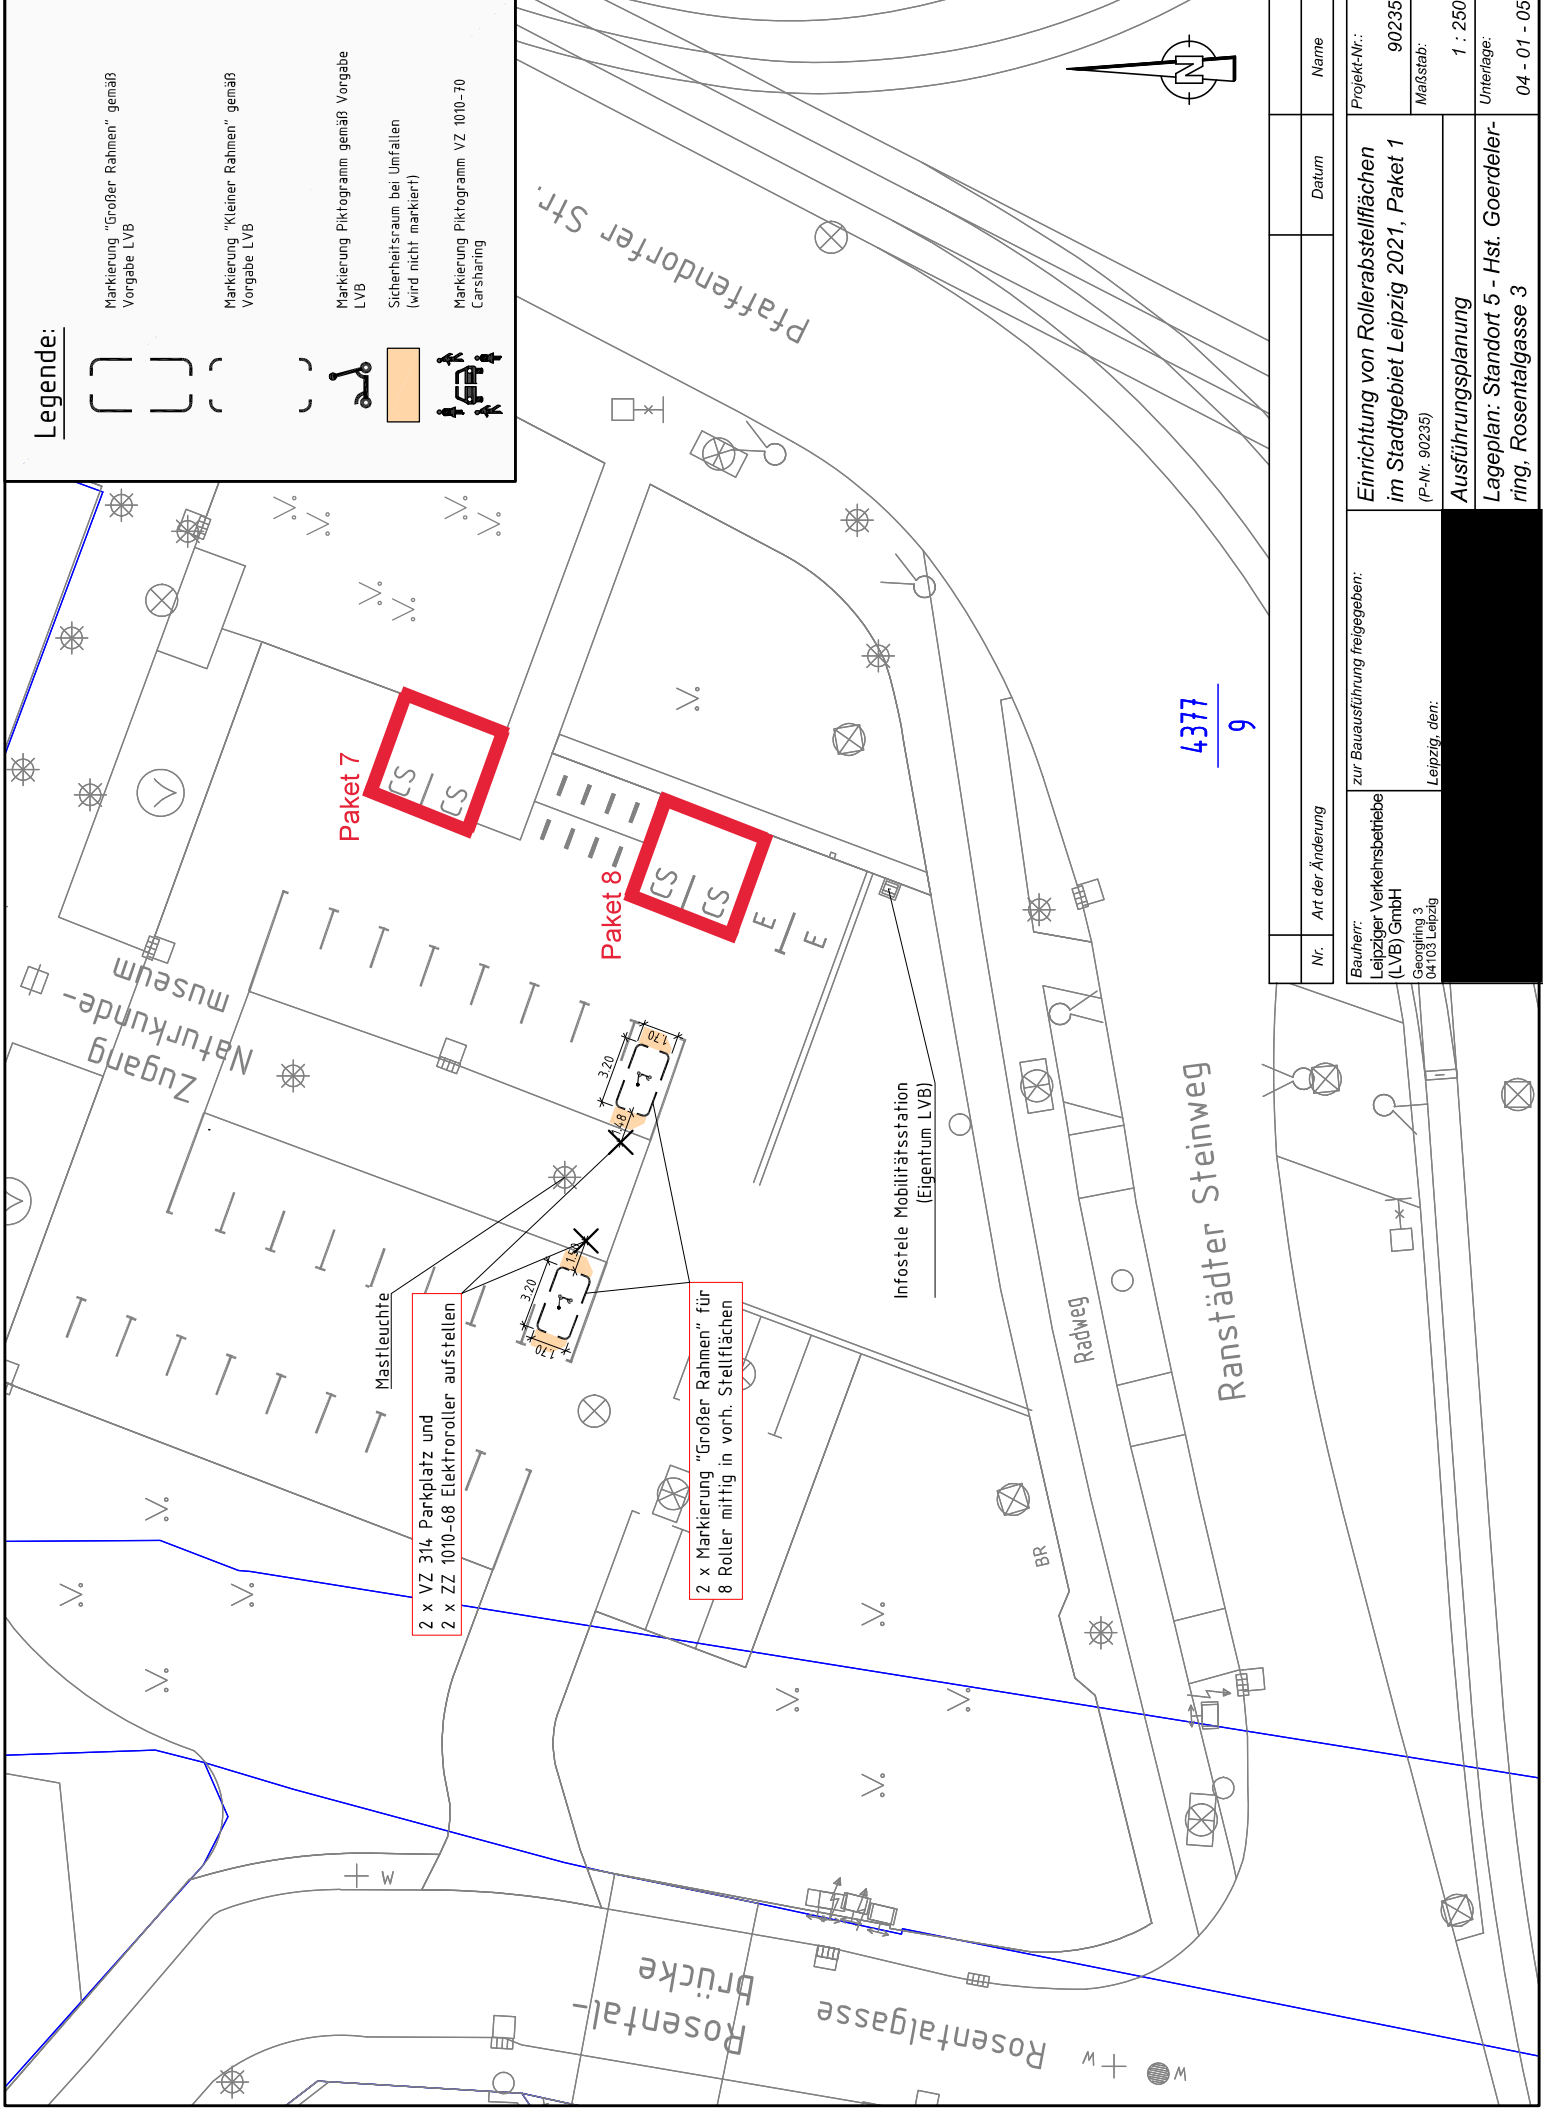 Legende:
Markierung "Großer Rahmen" gemäß
Vorgabe LVB
Markierung "Kleiner Rahmen" gemäß
Vorgabe LVB
Markierung Piktogramm gemäß Vorgabe
LVB
Sicherheitsraum bei Umfallen
(wird nicht markiert)
Markierung Piktogramm VZ 1010-70
Carsharing
Pfaffendorfer Str.
N
Paket 7
CS
CS
Paket 8
CS
CS
E
E
Zugang
Naturkunde-
museum
3.20
1.70
1.48
3.20
1.70
1.50
Mastleuchte
2 x VZ 314 Parkplatz und
2 x ZZ 1010-68 Elektroroller aufstellen
2 x Markierung "Großer Rahmen" für
8 Roller mittig in vorh. Stellflächen
Infostele Mobilitätsstation
(Eigentum LVB)
4377
9
Radweg
Ranstädter Steinweg
BR
W
Rosental-
brücke
Rosentalgasse
W
W
Nr.
Art der Änderung
Datum
Name
Bauherr:
Leipziger Verkehrsbetriebe
(LVB) GmbH
Georgiring 3
04103 Leipzig
zur Bauausführung freigegeben:
Leipzig, den:
Einrichtung von Rollerabstellflächen
im Stadtgebiet Leipzig 2021, Paket 1
(P-Nr. 90235)
Ausführungsplanung
Lageplan: Standort 5 - Hst. Goerdeler-
ring, Rosentalgasse 3
Projekt-Nr.:
90235
Maßstab:
1 : 250
Unterlage:
04 - 01 - 05